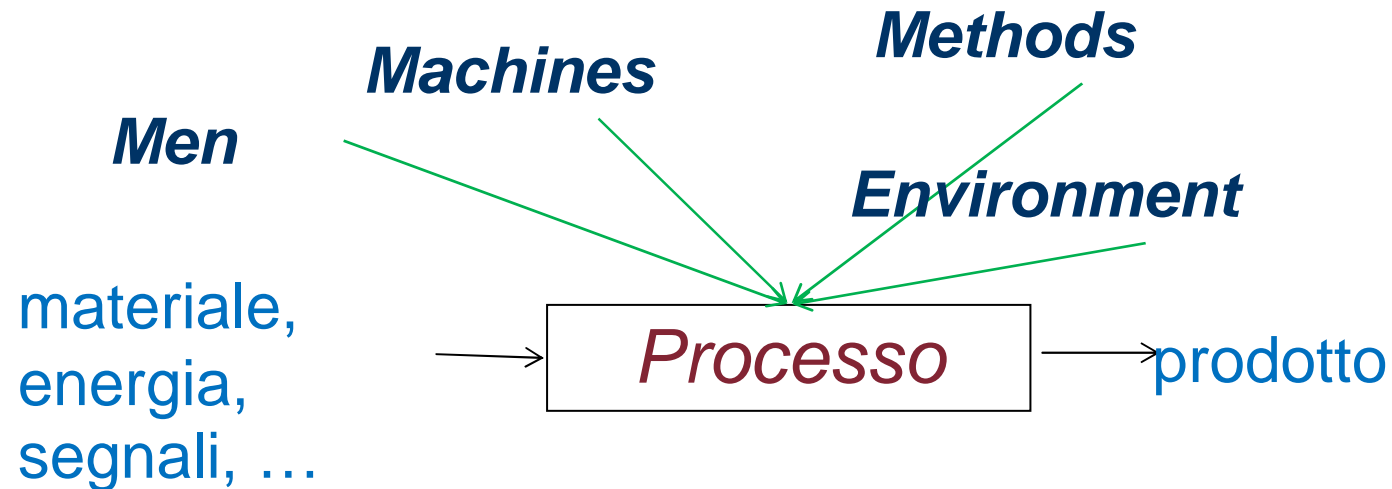 Methods
Machines
Men
Environment
materiale,
energia,
segnali, …
Processo
prodotto